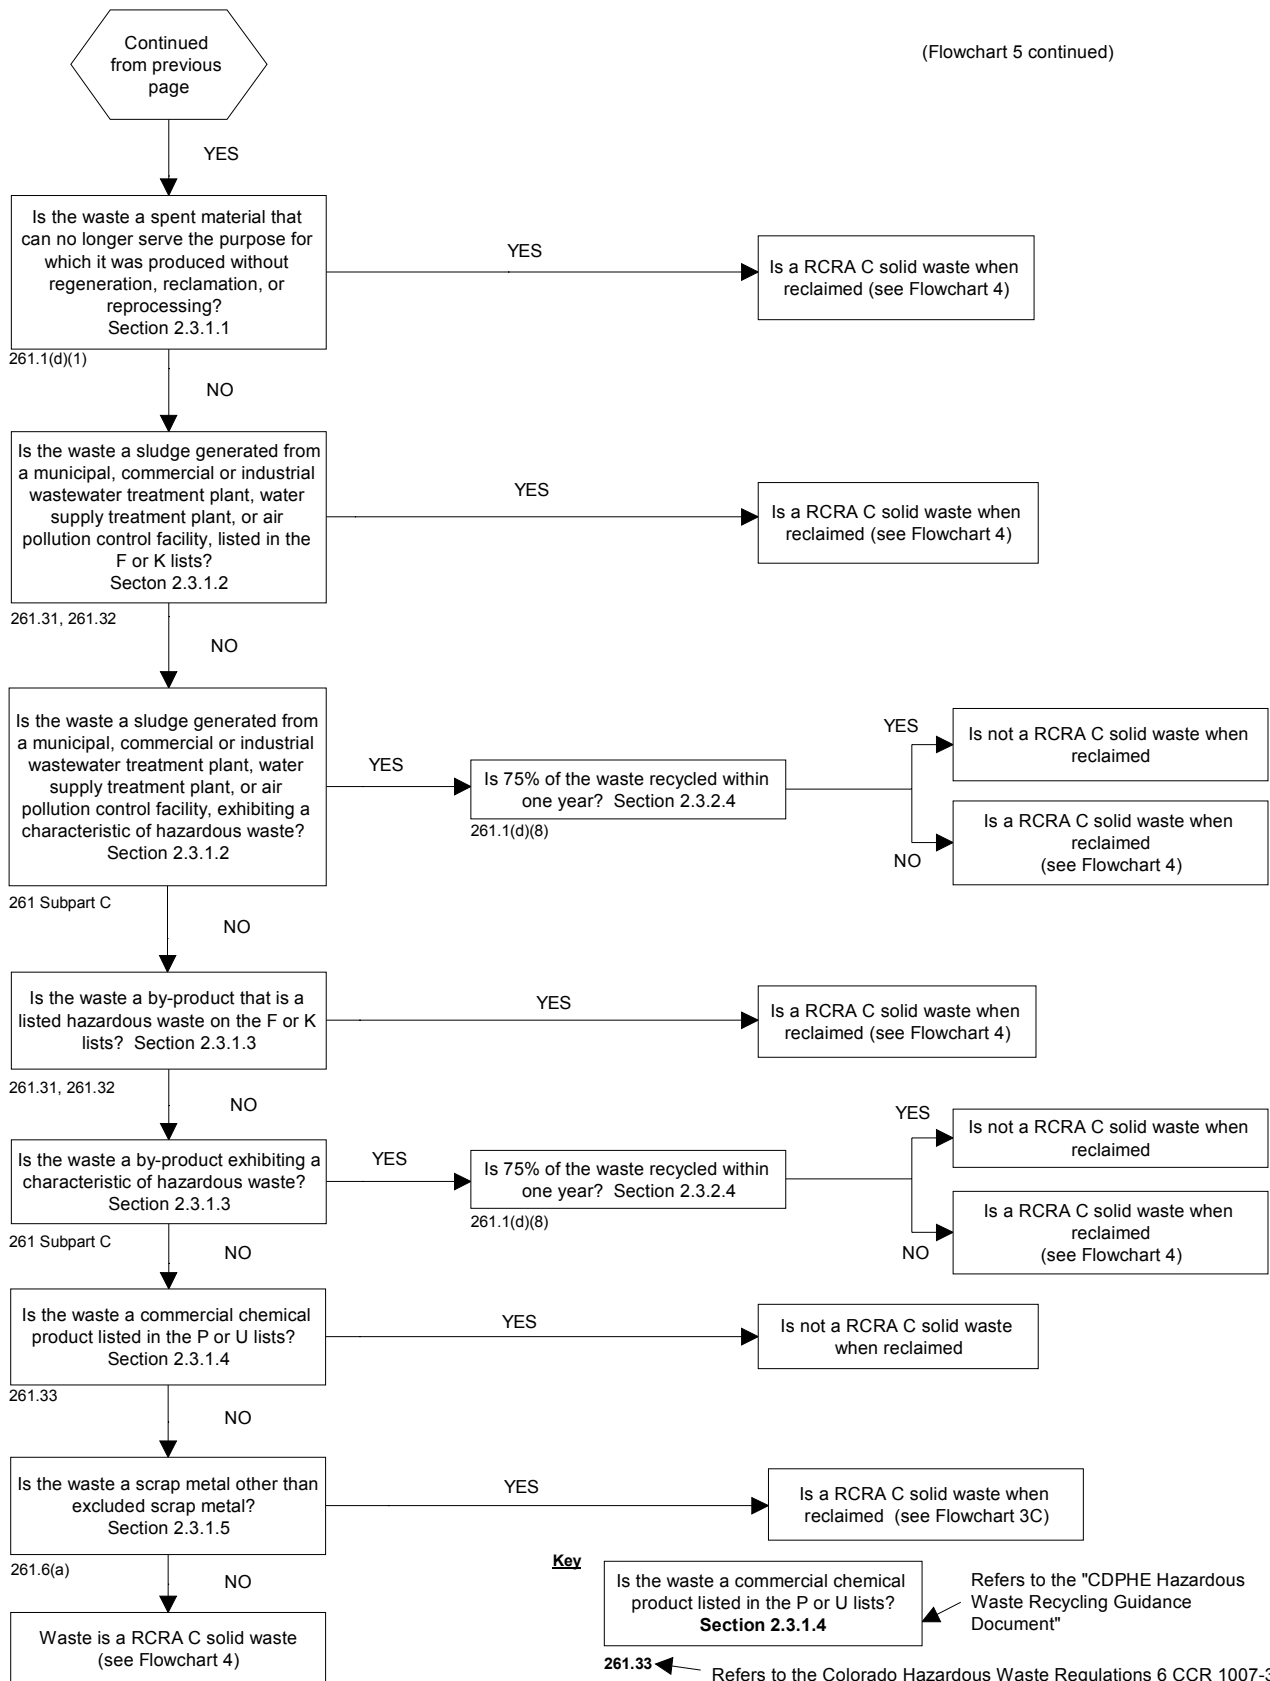 Continued
from previous
page
(Flowchart 5 continued)
YES
Is the waste a spent material that
can no longer serve the purpose for
which it was produced without
regeneration, reclamation, or
reprocessing?
Section 2.3.1.1
YES
Is a RCRA C solid waste when
reclaimed (see Flowchart 4)
261.1(d)(1)
NO
Is the waste a sludge generated from
a municipal, commercial or industrial
wastewater treatment plant, water
supply treatment plant, or air
pollution control facility, listed in the
F or K lists?
Secton 2.3.1.2
YES
Is a RCRA C solid waste when
reclaimed (see Flowchart 4)
261.31, 261.32
NO
Is the waste a sludge generated from
a municipal, commercial or industrial
wastewater treatment plant, water
supply treatment plant, or air
pollution control facility, exhibiting a
characteristic of hazardous waste?
Section 2.3.1.2
YES
Is 75% of the waste recycled within
one year?  Section 2.3.2.4
261.1(d)(8)
YES
Is not a RCRA C solid waste when
reclaimed
NO
Is a RCRA C solid waste when
reclaimed
(see Flowchart 4)
261 Subpart C
NO
Is the waste a by-product that is a
listed hazardous waste on the F or K
lists?  Section 2.3.1.3
YES
Is a RCRA C solid waste when
reclaimed (see Flowchart 4)
261.31, 261.32
NO
Is the waste a by-product exhibiting a
characteristic of hazardous waste?
Section 2.3.1.3
YES
Is 75% of the waste recycled within
one year?  Section 2.3.2.4
261.1(d)(8)
YES
Is not a RCRA C solid waste when
reclaimed
NO
Is a RCRA C solid waste when
reclaimed
(see Flowchart 4)
261 Subpart C
NO
Is the waste a commercial chemical
product listed in the P or U lists?
Section 2.3.1.4
YES
Is not a RCRA C solid waste
when reclaimed
261.33
NO
Is the waste a scrap metal other than
excluded scrap metal?
Section 2.3.1.5
YES
Is a RCRA C solid waste when
reclaimed  (see Flowchart 3C)
261.6(a)
NO
Waste is a RCRA C solid waste
(see Flowchart 4)
Key
Is the waste a commercial chemical
product listed in the P or U lists?
Section 2.3.1.4
Refers to the "CDPHE Hazardous
Waste Recycling Guidance
Document"
261.33
Refers to the Colorado Hazardous Waste Regulations 6 CCR 1007-3